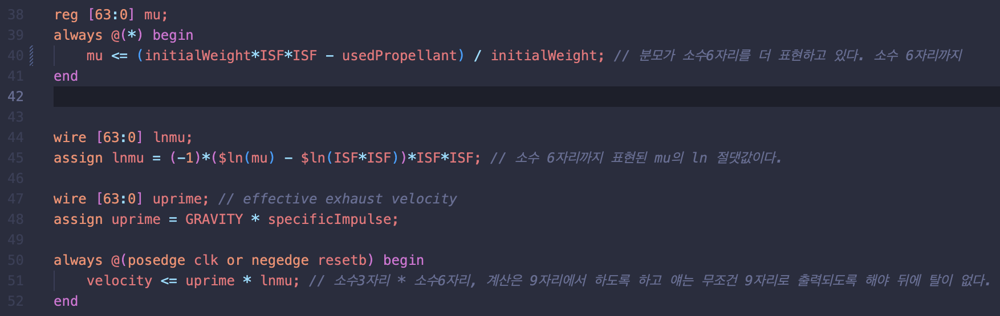 38 reg [63:0] mu;
39 always @(*) begin
40 mu <= (initialWeight*ISF*ISF - usedPropellant) / initialWeight; // 분모가 소수6자리를 더 표현하고 있다. 소수 6자리까지
41 end
42
43
44 wire [63:0] lnmu;
45 assign lnmu = (-1)*($ln(mu) - $ln(ISF*ISF))*ISF*ISF; // 소수 6자리까지 표현된 mu의 ln 절댓값이다.
46
47 wire [63:0] uprime; // effective exhaust velocity
48 assign uprime = GRAVITY * specificImpulse;
49
50 always @(posedge clk or negedge resetb) begin
51 velocity <= uprime * lnmu; // 소수3자리 * 소수6자리, 계산은 9자리에서 하도록 하고 얘는 무조건 9자리로 출력되도록 해야 뒤에 탈이 없다.
52 end